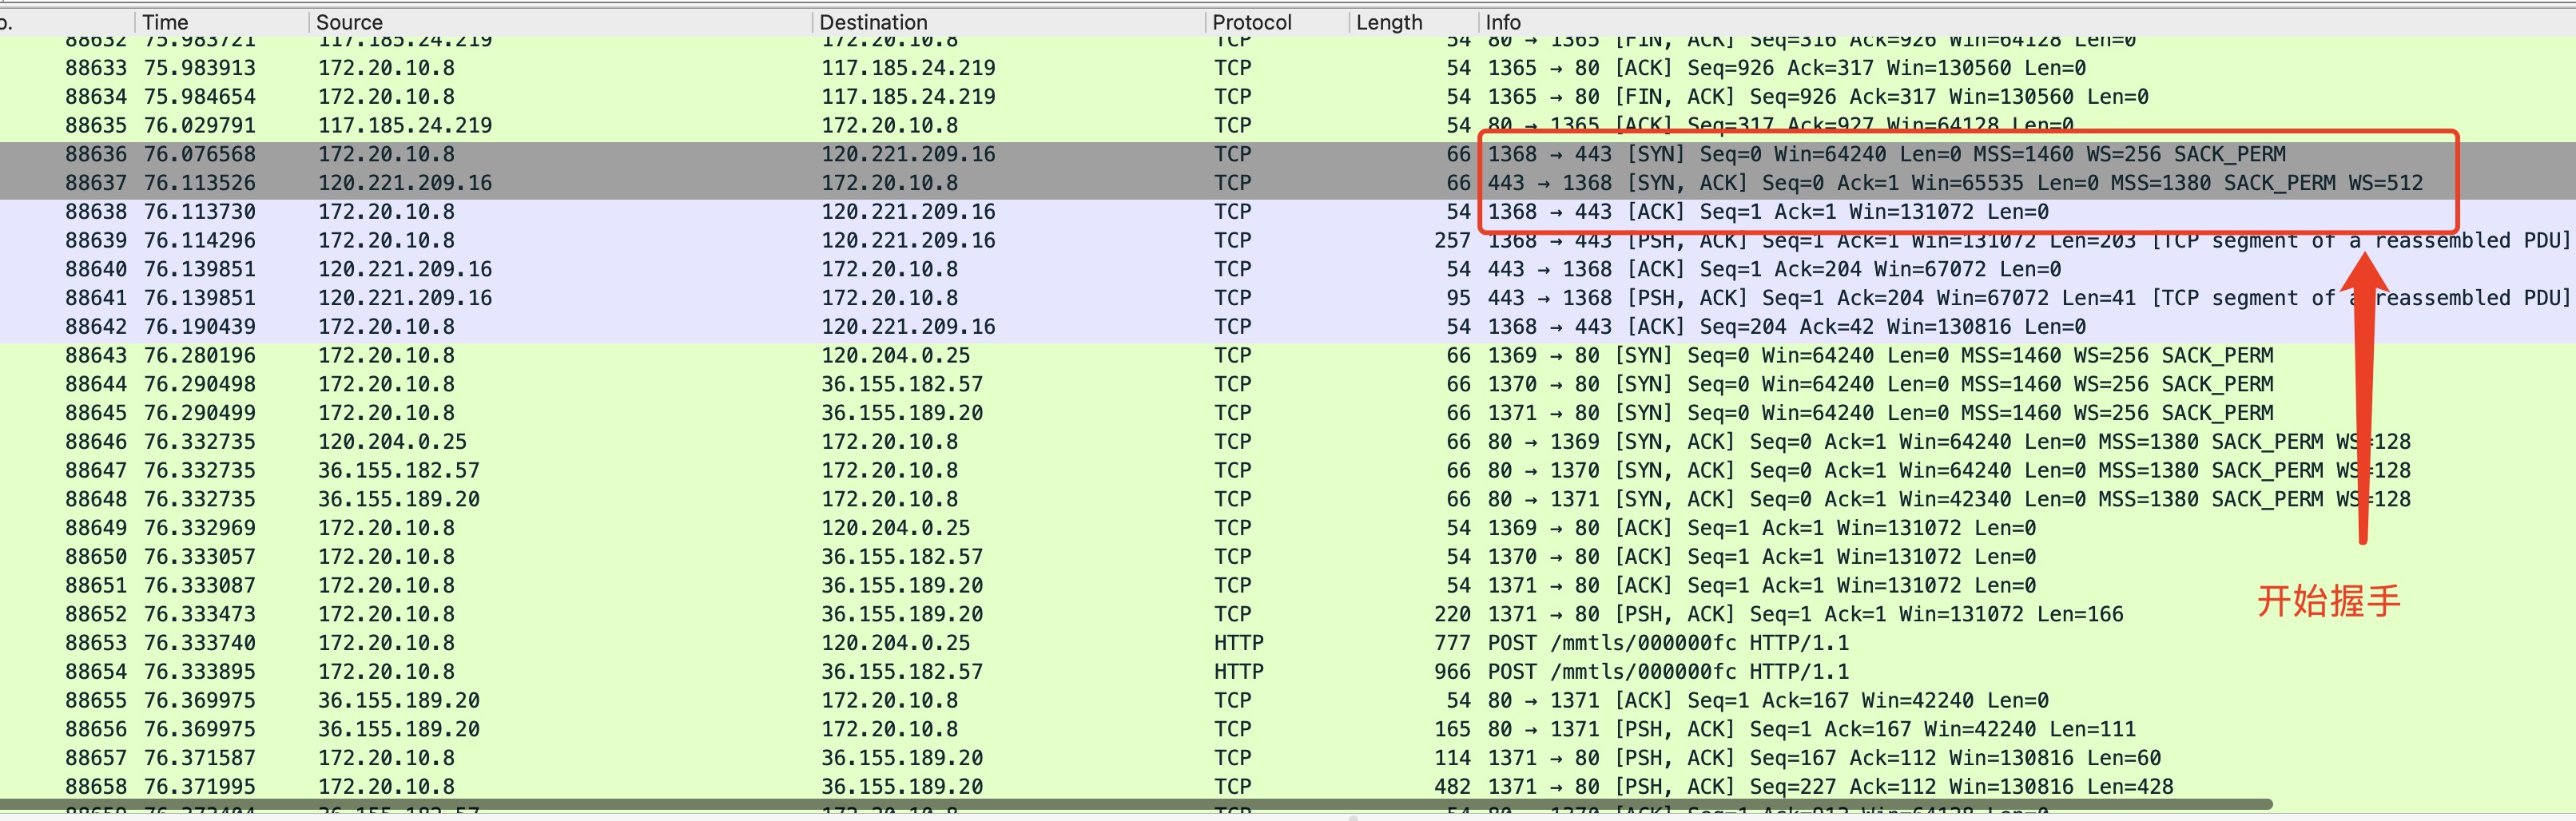 o. Time Source Destination Protocol Length Info
88632 75.983721 117.185.24.219 172.20.10.8 TCP 54 80 → 1365 [FIN, ACK] Seq=316 Ack=926 Win=64128 Len=0
88633 75.983913 172.20.10.8 117.185.24.219 TCP 54 1365 → 80 [ACK] Seq=926 Ack=317 Win=130560 Len=0
88634 75.984654 172.20.10.8 117.185.24.219 TCP 54 1365 → 80 [FIN, ACK] Seq=926 Ack=317 Win=130560 Len=0
88635 76.029791 117.185.24.219 172.20.10.8 TCP 54 80 → 1365 [ACK] Seq=317 Ack=927 Win=64128 Len=0
88636 76.076568 172.20.10.8 120.221.209.16 TCP 66 1368 → 443 [SYN] Seq=0 Win=64240 Len=0 MSS=1460 WS=256 SACK_PERM
88637 76.113526 120.221.209.16 172.20.10.8 TCP 66 443 → 1368 [SYN, ACK] Seq=0 Ack=1 Win=65535 Len=0 MSS=1380 SACK_PERM WS=512
88638 76.113730 172.20.10.8 120.221.209.16 TCP 54 1368 → 443 [ACK] Seq=1 Ack=1 Win=131072 Len=0
88639 76.114296 172.20.10.8 120.221.209.16 TCP 257 1368 → 443 [PSH, ACK] Seq=1 Ack=1 Win=131072 Len=203 [TCP segment of a reassembled PDU]
88640 76.139851 120.221.209.16 172.20.10.8 TCP 54 443 → 1368 [ACK] Seq=1 Ack=204 Win=67072 Len=0
88641 76.139851 120.221.209.16 172.20.10.8 TCP 95 443 → 1368 [PSH, ACK] Seq=1 Ack=204 Win=67072 Len=41 [TCP segment of a reassembled PDU]
88642 76.190439 172.20.10.8 120.221.209.16 TCP 54 1368 → 443 [ACK] Seq=204 Ack=42 Win=130816 Len=0
88643 76.280196 172.20.10.8 120.204.0.25 TCP 66 1369 → 80 [SYN] Seq=0 Win=64240 Len=0 MSS=1460 WS=256 SACK_PERM
88644 76.290498 172.20.10.8 36.155.182.57 TCP 66 1370 → 80 [SYN] Seq=0 Win=64240 Len=0 MSS=1460 WS=256 SACK_PERM
88645 76.290499 172.20.10.8 36.155.189.20 TCP 66 1371 → 80 [SYN] Seq=0 Win=64240 Len=0 MSS=1460 WS=256 SACK_PERM
88646 76.332735 120.204.0.25 172.20.10.8 TCP 66 80 → 1369 [SYN, ACK] Seq=0 Ack=1 Win=64240 Len=0 MSS=1380 SACK_PERM WS=128
88647 76.332735 36.155.182.57 172.20.10.8 TCP 66 80 → 1370 [SYN, ACK] Seq=0 Ack=1 Win=64240 Len=0 MSS=1380 SACK_PERM WS=128
88648 76.332735 36.155.189.20 172.20.10.8 TCP 66 80 → 1371 [SYN, ACK] Seq=0 Ack=1 Win=42340 Len=0 MSS=1380 SACK_PERM WS=128
88649 76.332969 172.20.10.8 120.204.0.25 TCP 54 1369 → 80 [ACK] Seq=1 Ack=1 Win=131072 Len=0
88650 76.333057 172.20.10.8 36.155.182.57 TCP 54 1370 → 80 [ACK] Seq=1 Ack=1 Win=131072 Len=0
88651 76.333087 172.20.10.8 36.155.189.20 TCP 54 1371 → 80 [ACK] Seq=1 Ack=1 Win=131072 Len=0
开始握手
88652 76.333473 172.20.10.8 36.155.189.20 TCP 220 1371 → 80 [PSH, ACK] Seq=1 Ack=1 Win=131072 Len=166
88653 76.333740 172.20.10.8 120.204.0.25 HTTP 777 POST /mmtls/000000fc HTTP/1.1
88654 76.333895 172.20.10.8 36.155.182.57 HTTP 966 POST /mmtls/000000fc HTTP/1.1
88655 76.369975 36.155.189.20 172.20.10.8 TCP 54 80 → 1371 [ACK] Seq=1 Ack=167 Win=42240 Len=0
88656 76.369975 36.155.189.20 172.20.10.8 TCP 165 80 → 1371 [PSH, ACK] Seq=1 Ack=167 Win=42240 Len=111
88657 76.371587 172.20.10.8 36.155.189.20 TCP 114 1371 → 80 [PSH, ACK] Seq=167 Ack=112 Win=130816 Len=60
88658 76.371995 172.20.10.8 36.155.189.20 TCP 482 1371 → 80 [PSH, ACK] Seq=227 Ack=112 Win=130816 Len=428